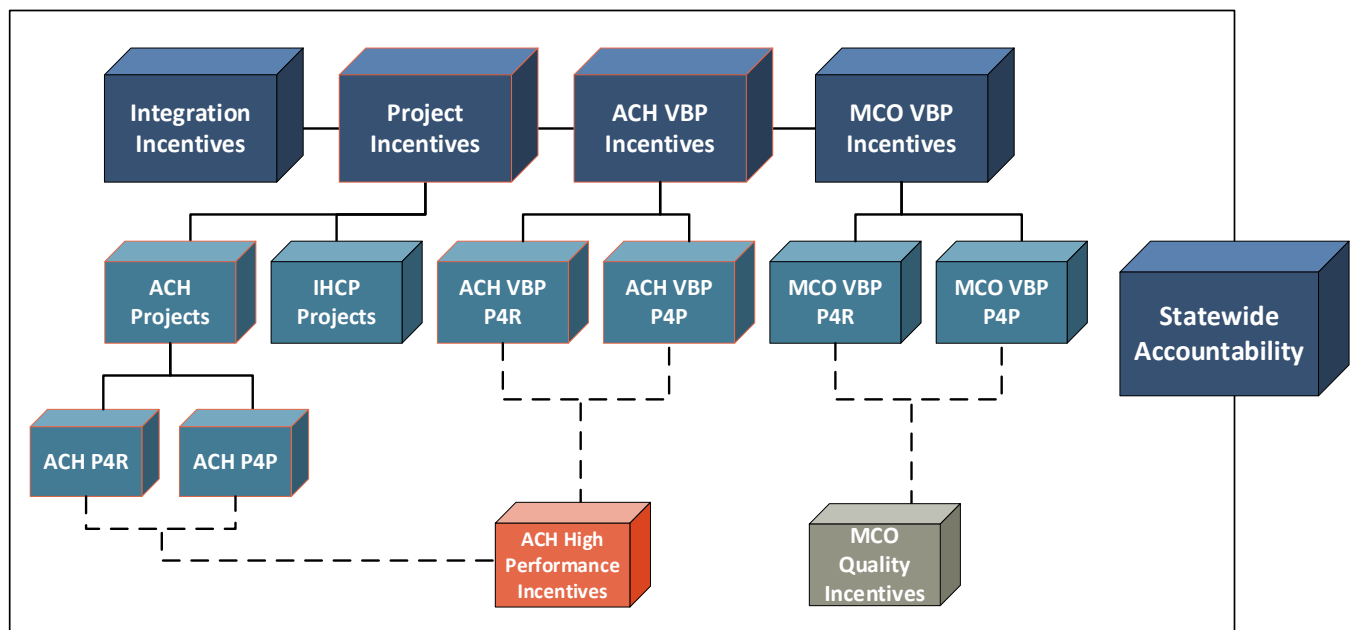 Integration
Incentives
Project
Incentives
ACH VBP
Incentives
MCO VBP
Incentives
ACH
Projects
IHCP
Projects
ACH VBP
P4R
ACH VBP
P4P
MCO VBP
P4R
MCO VBP
P4P
Statewide
Accountability
ACH P4R
ACH P4P
ACH High
Performance
Incentives
MCO
Quality
Incentives